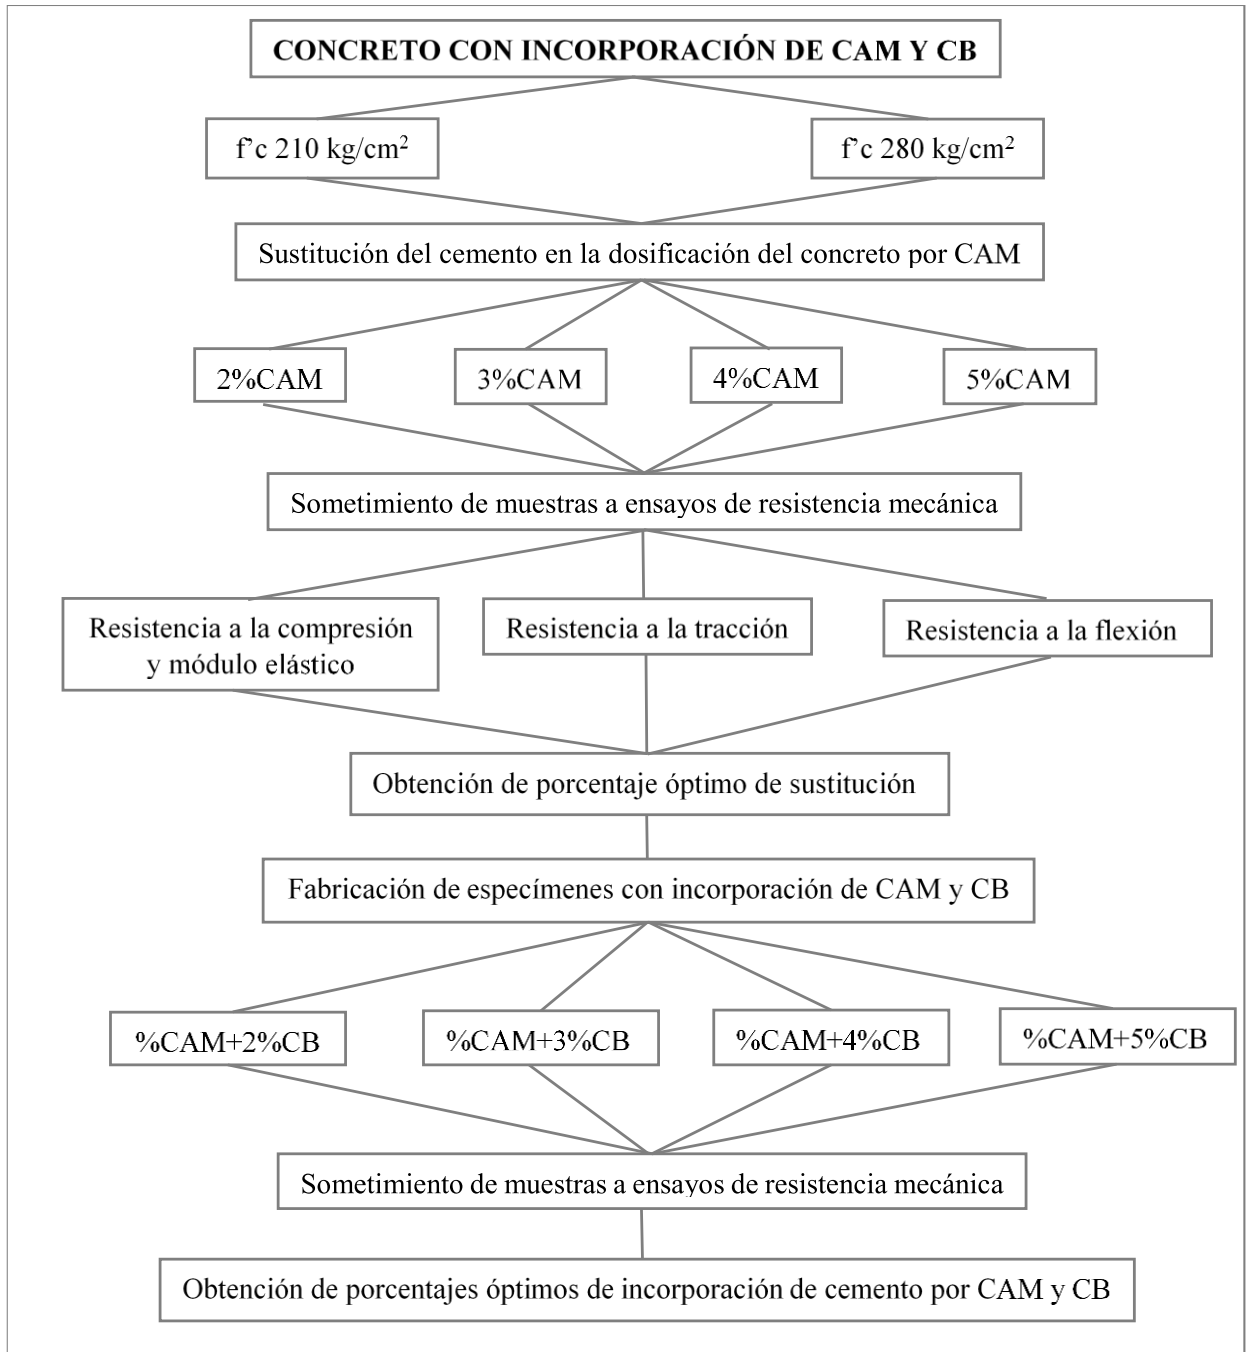 CONCRETO CON INCORPORACIÓN DE CAM Y CB
f’c 210 kg/cm²
f’c 280 kg/cm²
Sustitución del cemento en la dosificación del concreto por CAM
2%CAM
3%CAM
4%CAM
5%CAM
Sometimiento de muestras a ensayos de resistencia mecánica
Resistencia a la compresión
y módulo elástico
Resistencia a la tracción
Resistencia a la flexión
Obtención de porcentaje óptimo de sustitución
Fabricación de especímenes con incorporación de CAM y CB
%CAM+2%CB
%CAM+3%CB
%CAM+4%CB
%CAM+5%CB
Sometimiento de muestras a ensayos de resistencia mecánica
Obtención de porcentajes óptimos de incorporación de cemento por CAM y CB